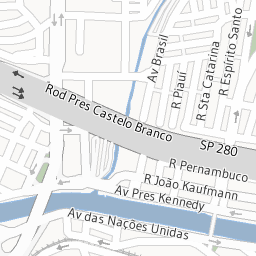 Av Brasil
R Piauí
R Sta Catarina
R Espírito Santo
Rod Pres Castelo Branco
SP 280
R Pernambuco
R João Kaufmann
Av Pres Kennedy
Av das Nações Unidas